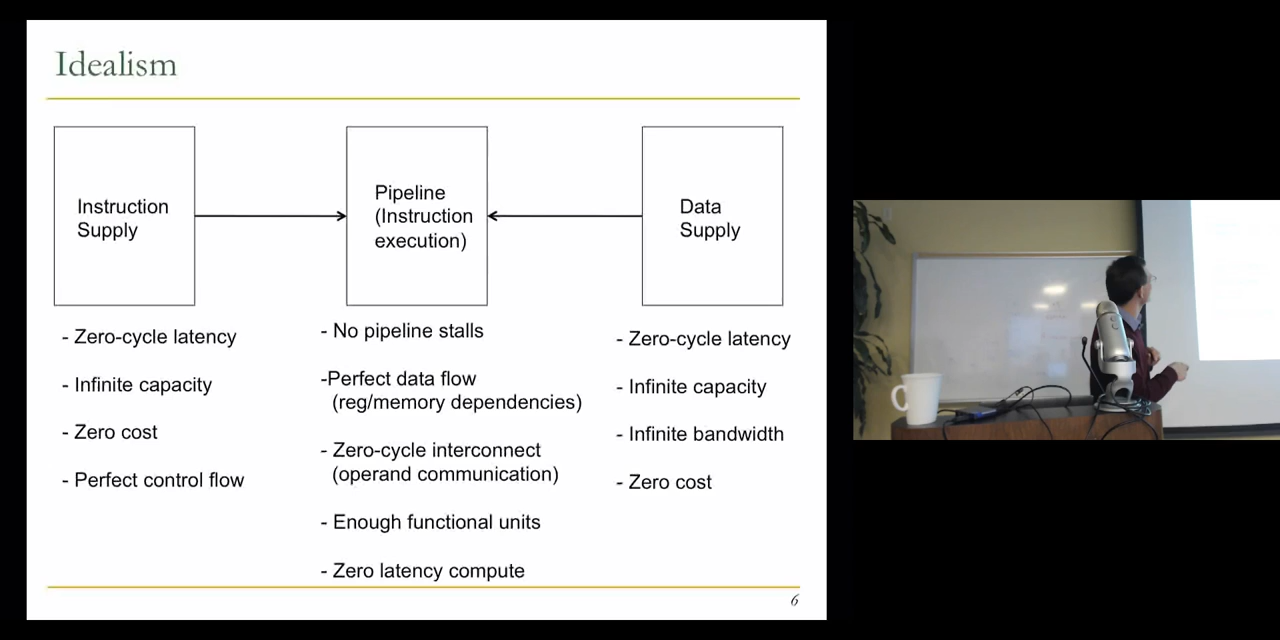 Idealism
Instruction
Supply
Pipeline
(Instruction
execution)
Data
Supply
- Zero-cycle latency
- Infinite capacity
- Zero cost
- Perfect control flow
- No pipeline stalls
-Perfect data flow
(reg/memory dependencies)
- Zero-cycle interconnect
(operand communication)
- Enough functional units
- Zero latency compute
- Zero-cycle latency
- Infinite capacity
- Infinite bandwidth
- Zero cost
6